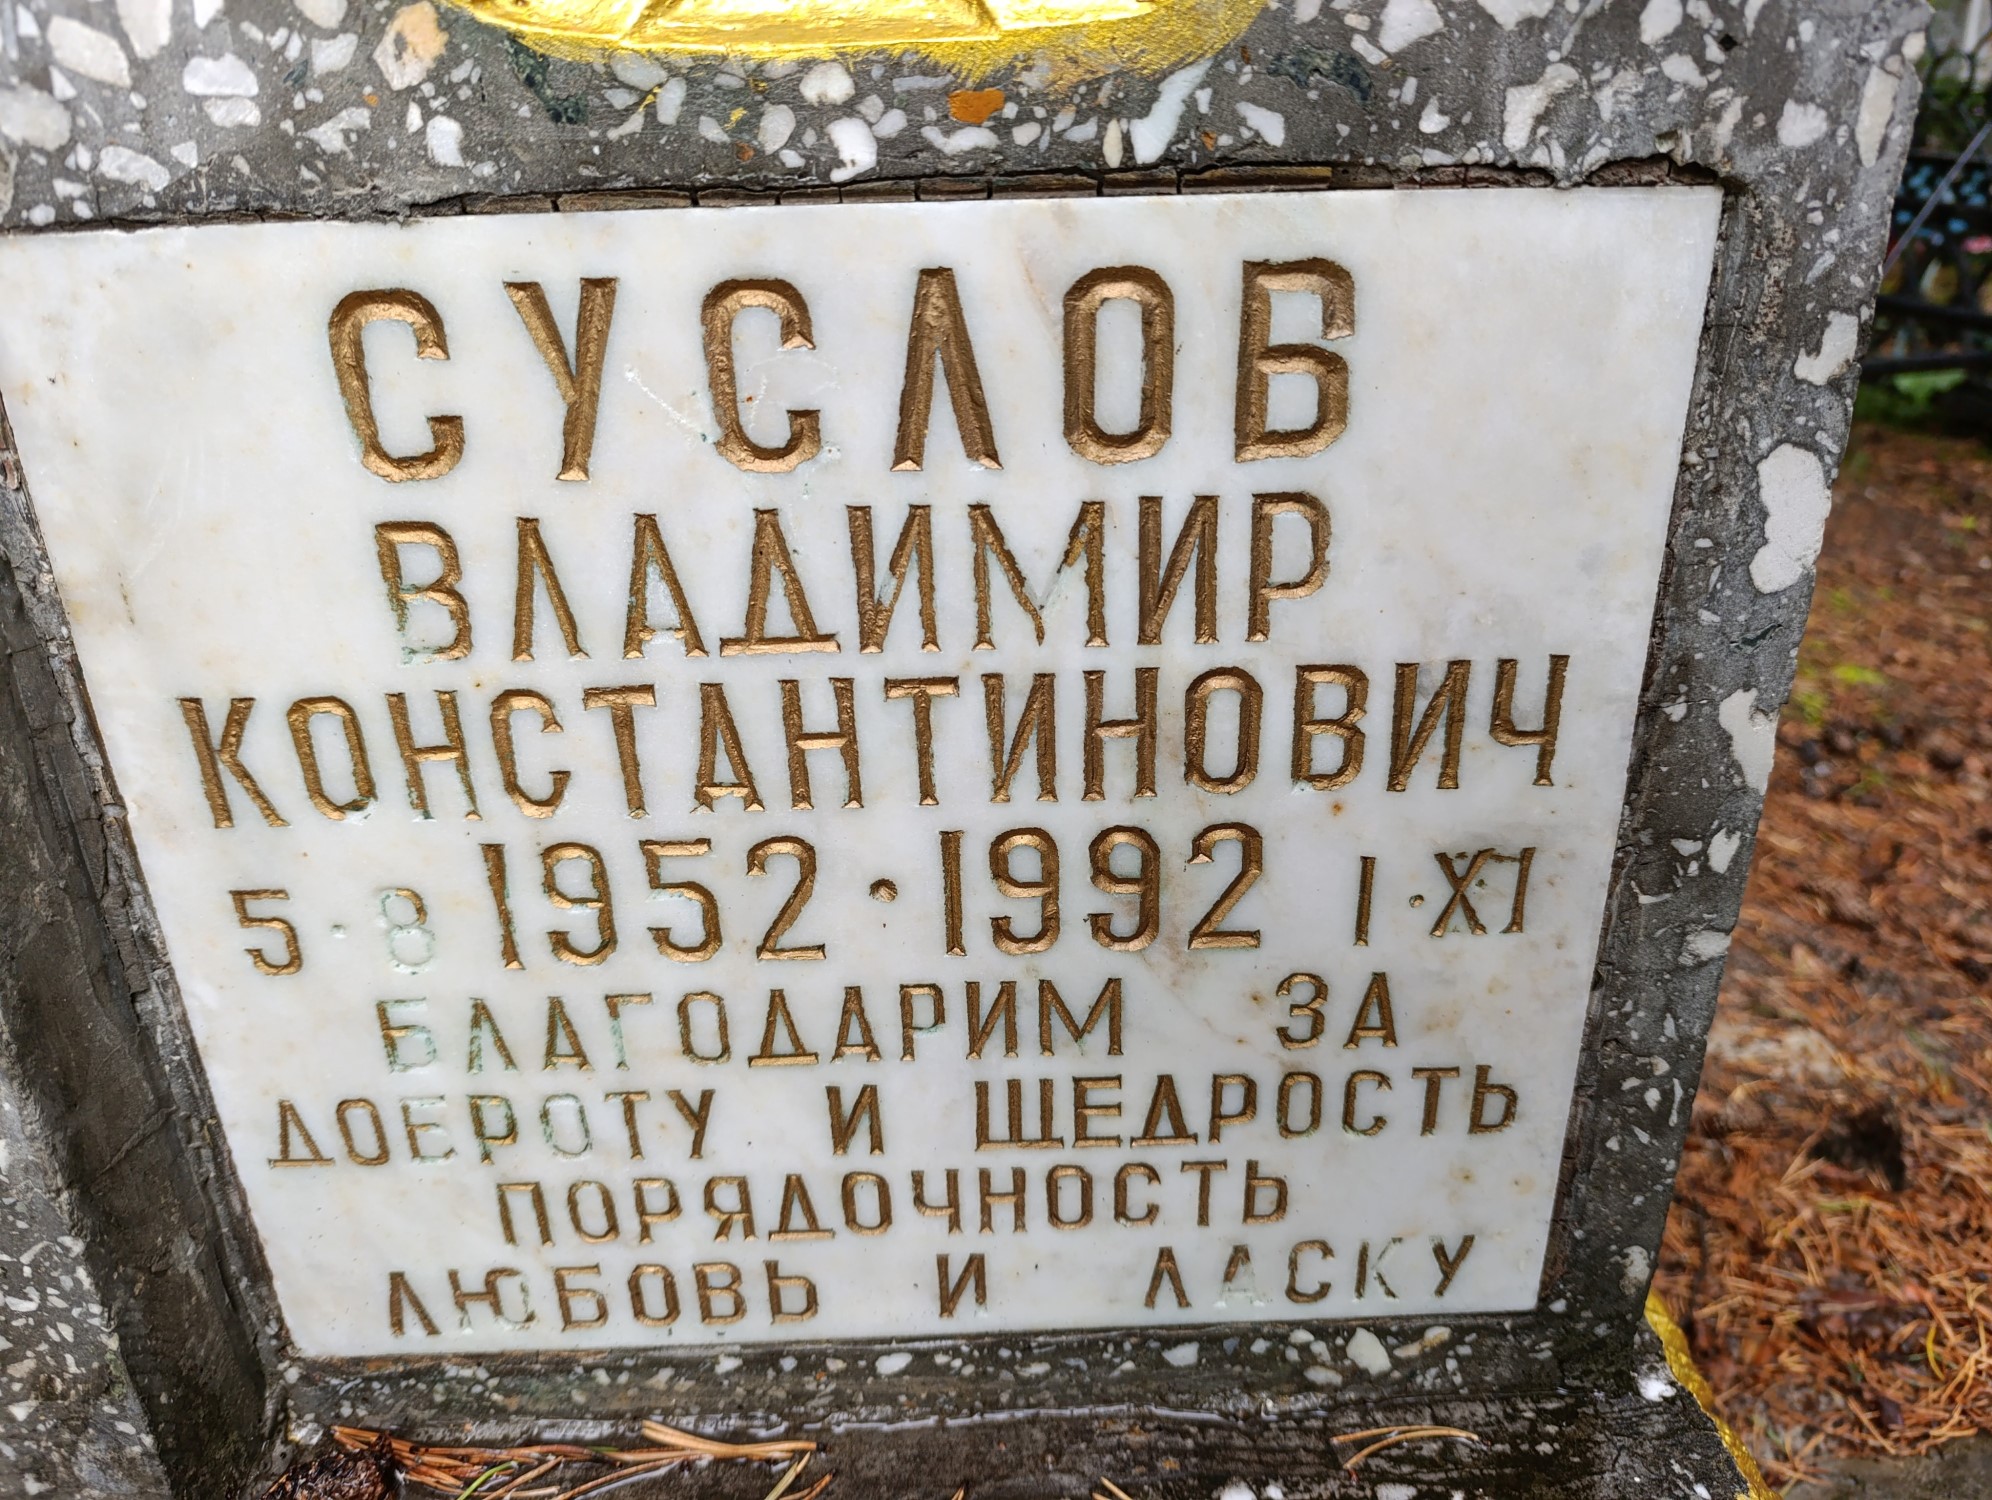 СУСЛОВ
ВЛАДИМИР
КОНСТАНТИНОВИЧ
5·8 1952·1992 1·XI
БЛАГОДАРИМ ЗА
ДОБРОТУ И ЩЕДРОСТЬ
ПОРЯДОЧНОСТЬ
ЛЮБОВЬ И ЛАСКУ